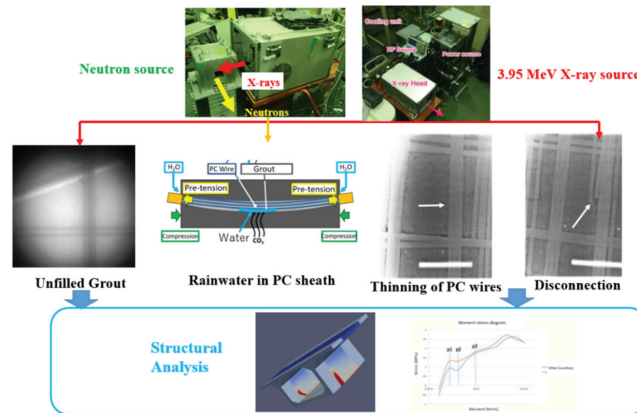 Neutron source
X-rays
Neutrons
Cooling unit
RF Source
Power source
X-ray Head
3.95 MeV X-ray source
H₂O
PC Wire
Grout
H₂O
Pre-tension
Pre-tension
Compression
Water
CO₂
Compression
Unfilled Grout
Rainwater in PC sheath
Thinning of PC wires
Disconnection
Structural
Analysis
Moment-stress diagram
Moment